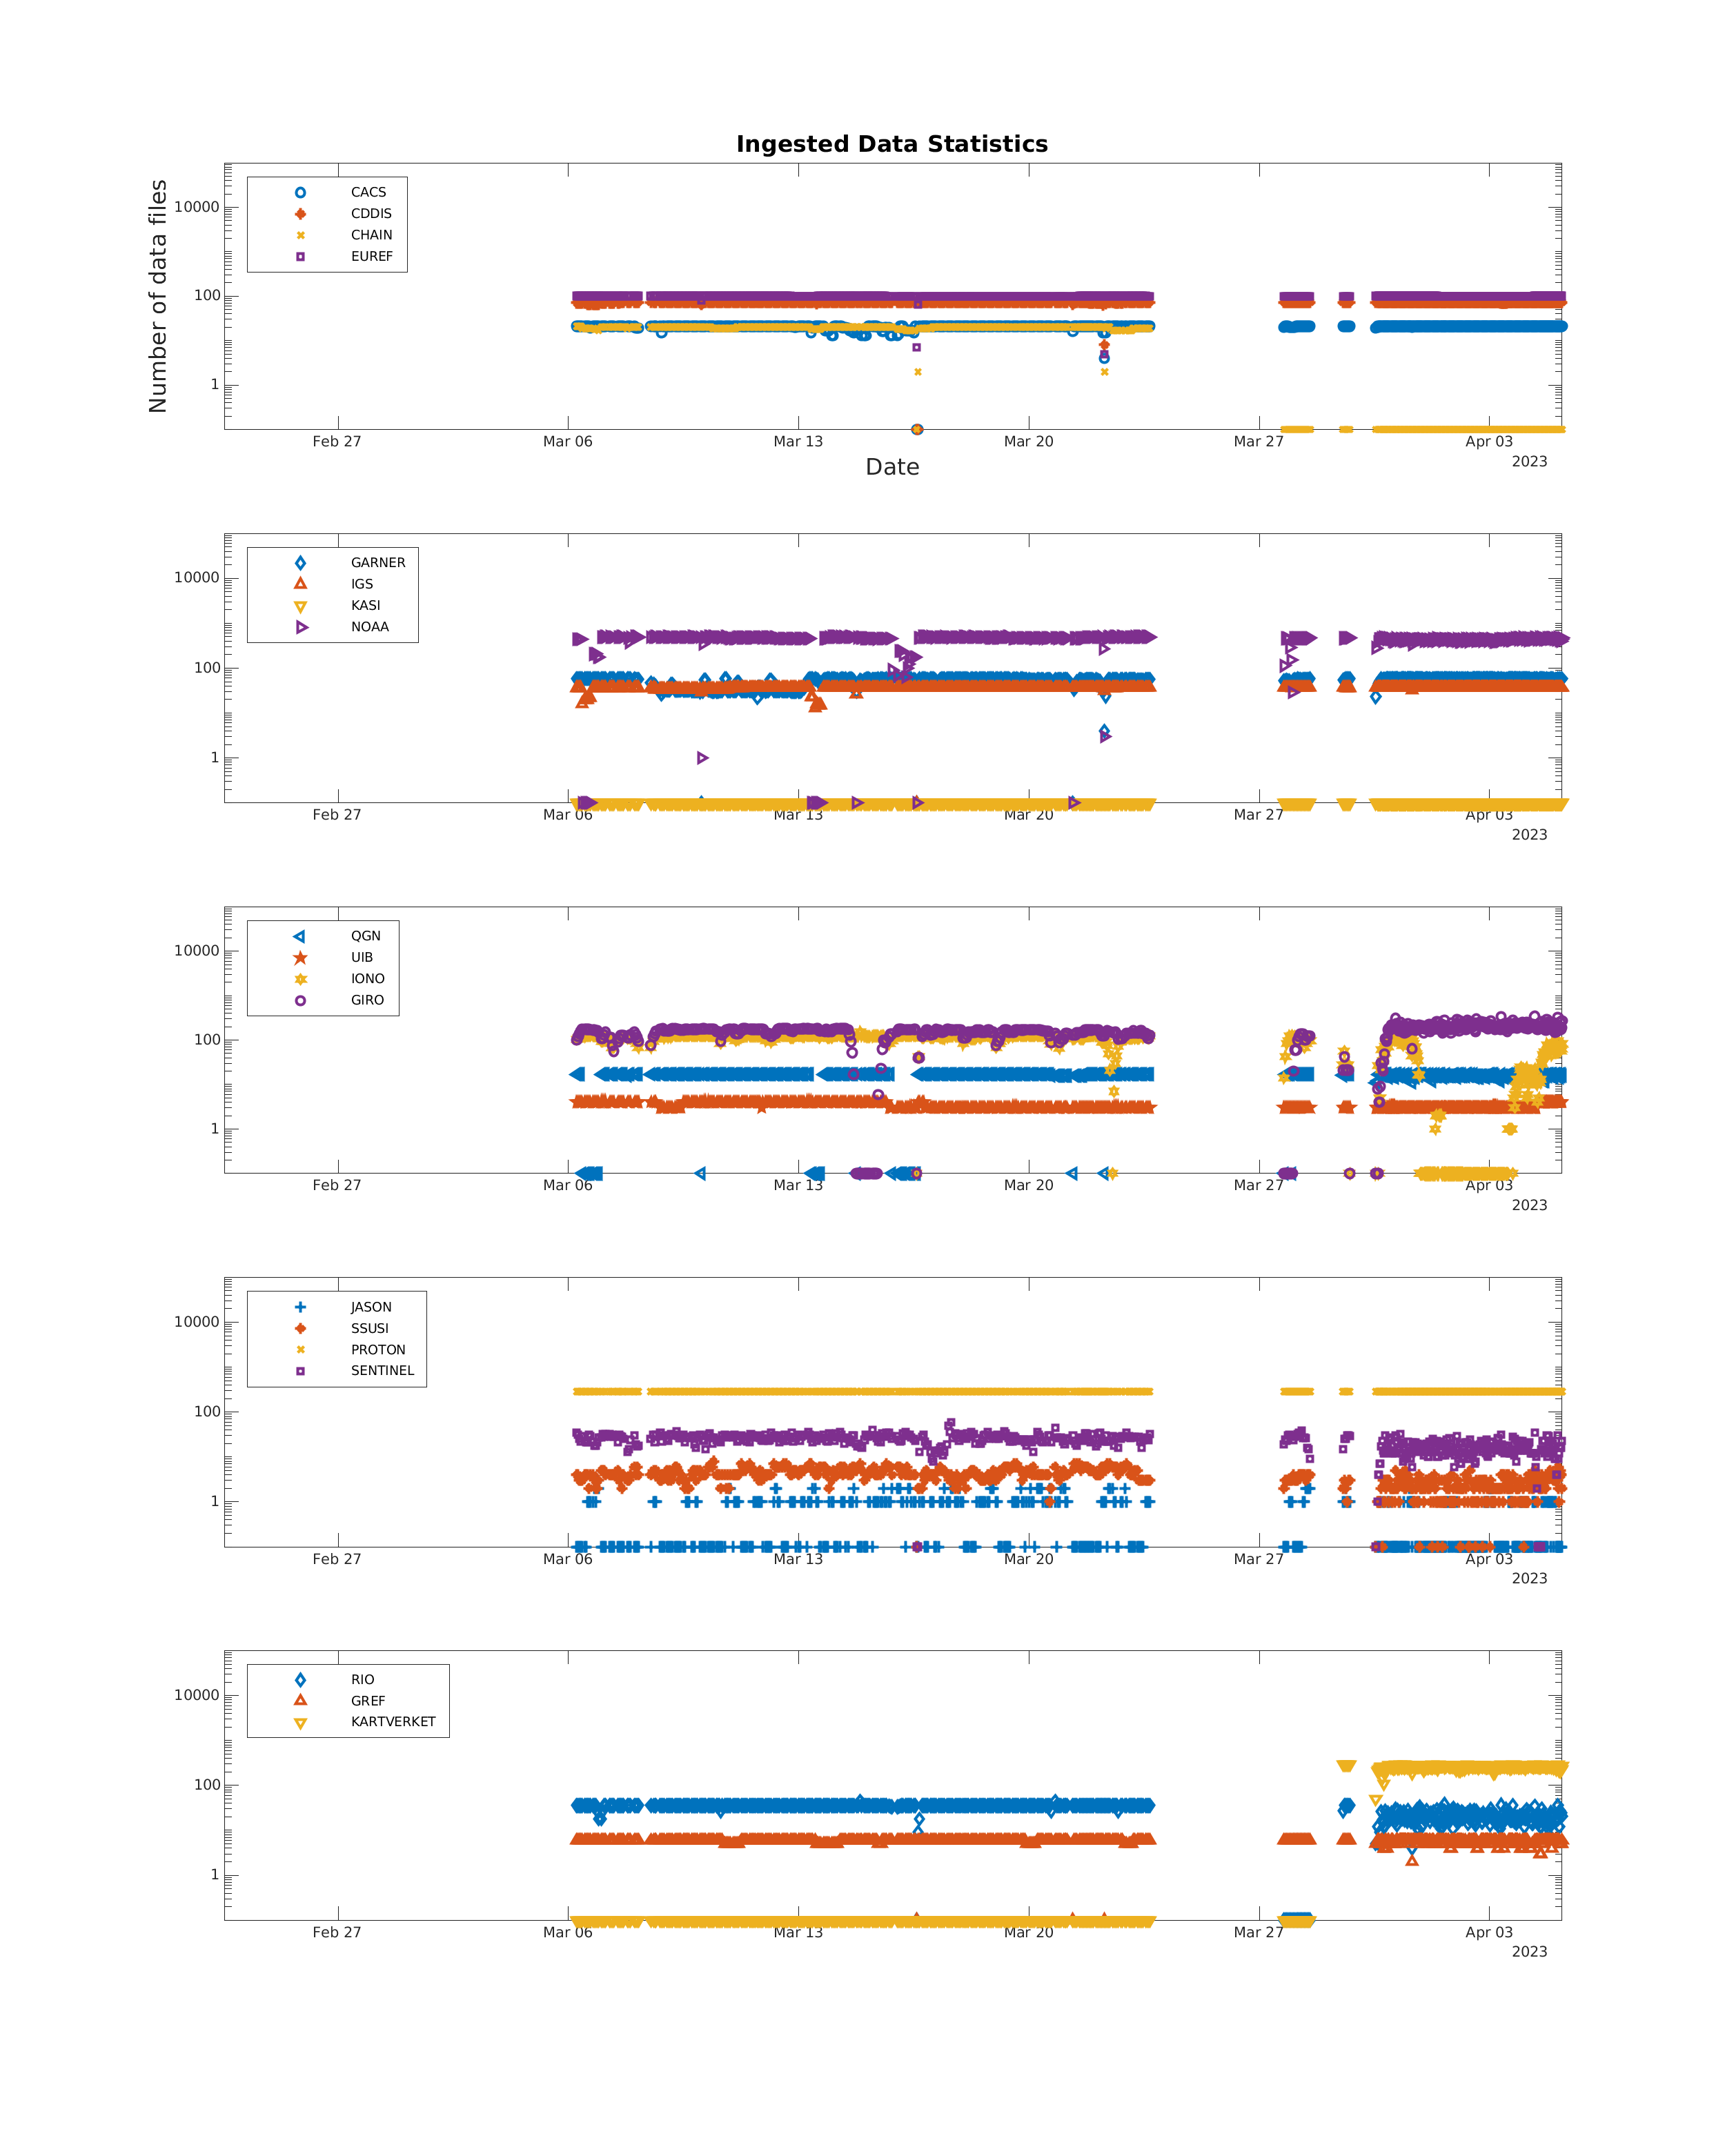 Ingested Data Statistics
Number of data files
10000
100
1
CACS
CDDIS
CHAIN
EUREF
Feb 27 Mar 06 Mar 13 Mar 20 Mar 27 Apr 03
2023
Date
10000
100
1
GARNER
IGS
KASI
NOAA
Feb 27 Mar 06 Mar 13 Mar 20 Mar 27 Apr 03
2023
10000
100
1
QGN
UIB
IONO
GIRO
Feb 27 Mar 06 Mar 13 Mar 20 Mar 27 Apr 03
2023
10000
100
1
JASON
SSUSI
PROTON
SENTINEL
Feb 27 Mar 06 Mar 13 Mar 20 Mar 27 Apr 03
2023
10000
100
1
RIO
GREF
KARTVERKET
Feb 27 Mar 06 Mar 13 Mar 20 Mar 27 Apr 03
2023